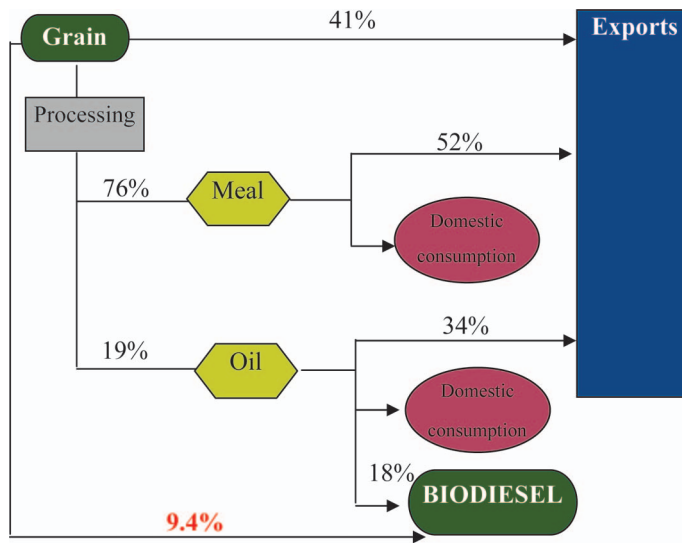 Grain
41%
Exports
Processing
52%
76%
Meal
Domestic
consumption
34%
19%
Oil
Domestic
consumption
18%
BIODIESEL
9.4%